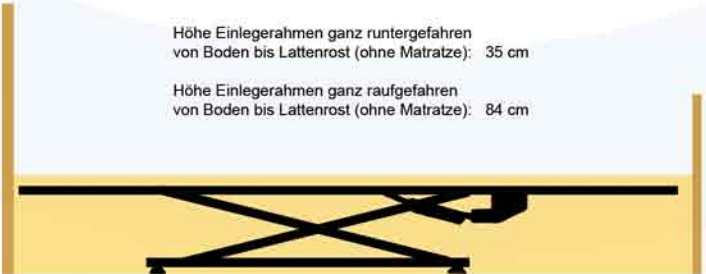 Höhe Einlegerahmen ganz runtergefahren
von Boden bis Lattenrost (ohne Matratze): 35 cm
Höhe Einlegerahmen ganz raufgefahren
von Boden bis Lattenrost (ohne Matratze): 84 cm